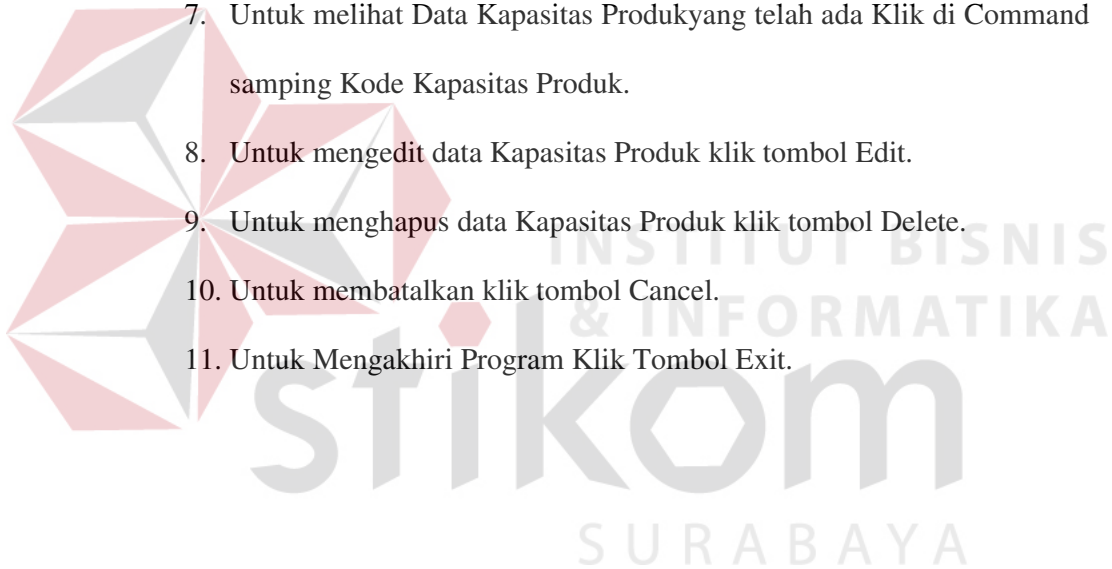 7. Untuk melihat Data Kapasitas Produkyang telah ada Klik di Command
samping Kode Kapasitas Produk.
8. Untuk mengedit data Kapasitas Produk klik tombol Edit.
9. Untuk menghapus data Kapasitas Produk klik tombol Delete.
INSTITUT BISNIS
10. Untuk membatalkan klik tombol Cancel.
& INFORMATIKA
11. Untuk Mengakhiri Program Klik Tombol Exit.
stikom
SURABAYA